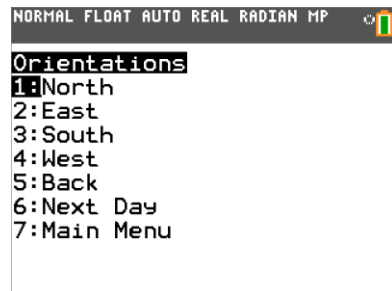 NORMAL FLOAT AUTO REAL RADIAN MP
Orientations
1:North
2:East
3:South
4:West
5:Back
6:Next Day
7:Main Menu